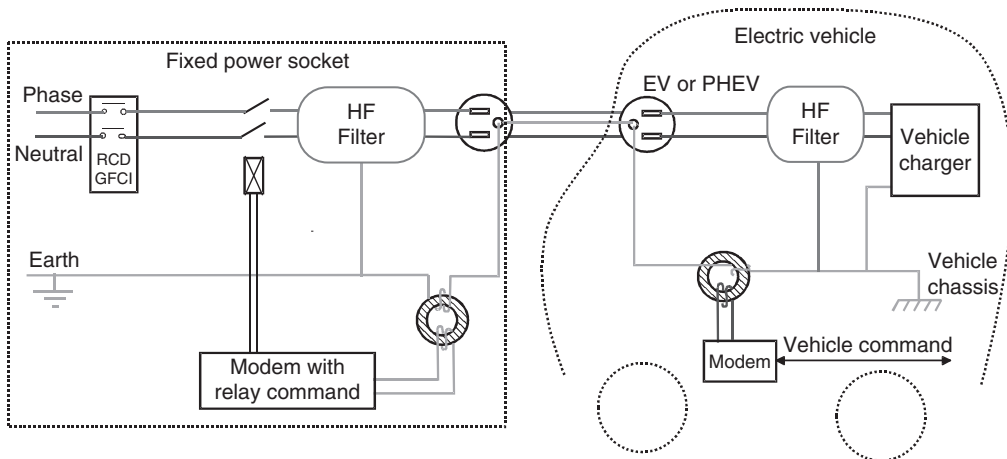 Electric vehicle
Fixed power socket
EV or PHEV
Phase
HF
Filter
HF
Filter
Vehicle
charger
Neutral
RCD
GFCI
Earth
Vehicle
chassis
Modem with
relay command
Modem
Vehicle command